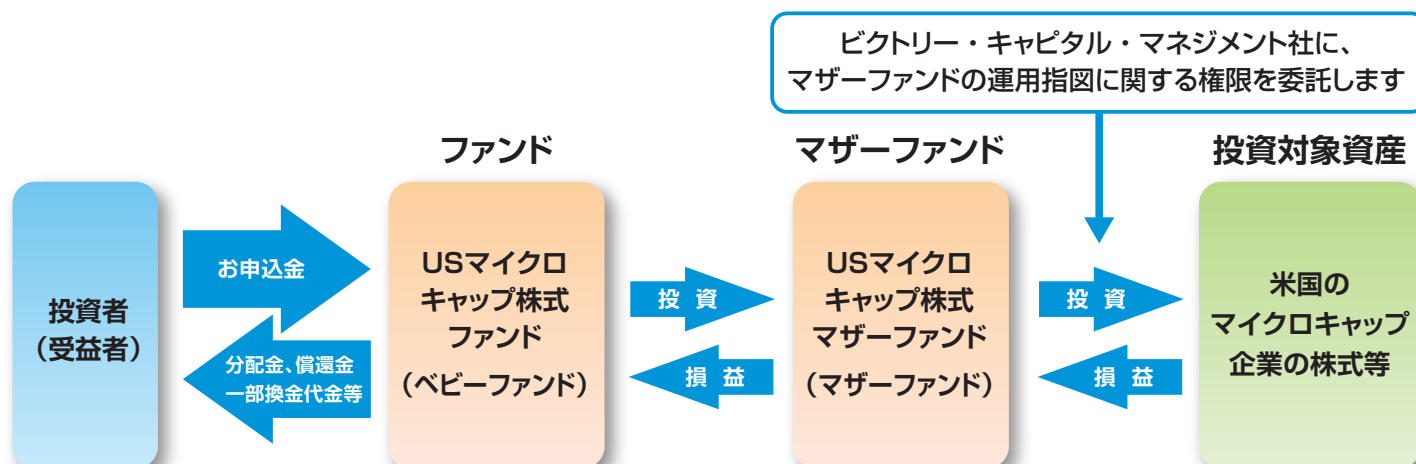 ビクトリー・キャピタル・マネジメント社に、
マザーファンドの運用指図に関する権限を委託します
ファンド
マザーファンド
投資対象資産
投資者
（受益者）
お申込金
分配金、償還金
一部換金代金等
USマイクロ
キャップ株式
ファンド
（ベビーファンド）
投 資
損 益
USマイクロ
キャップ株式
マザーファンド
（マザーファンド）
投 資
損 益
米国の
マイクロキャップ
企業の株式等